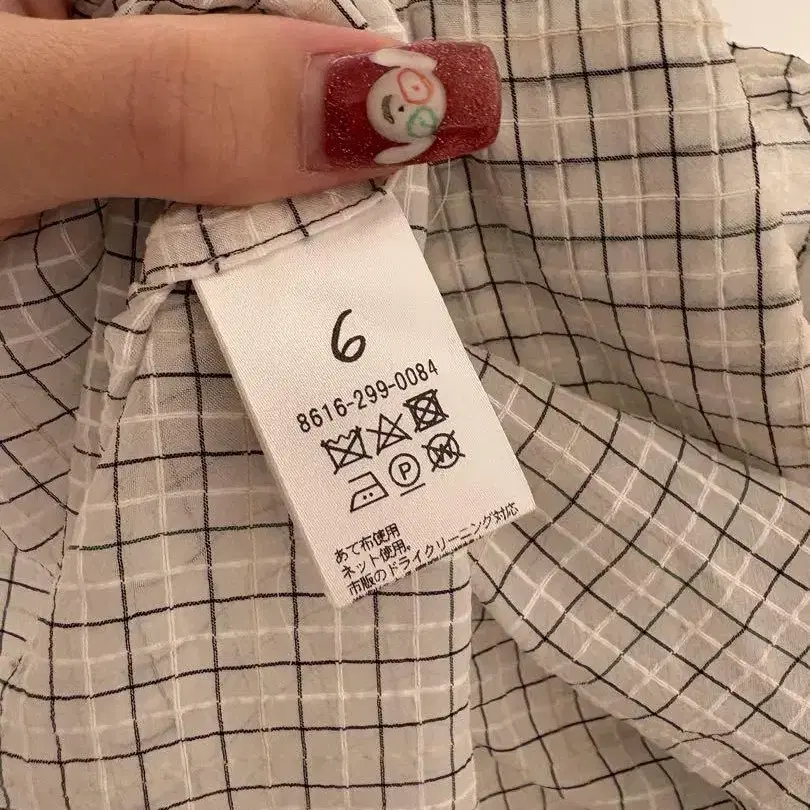 6
8616-299-0084
P
W
あて布使用
ネット使用。
市販のドライクリーニング対応